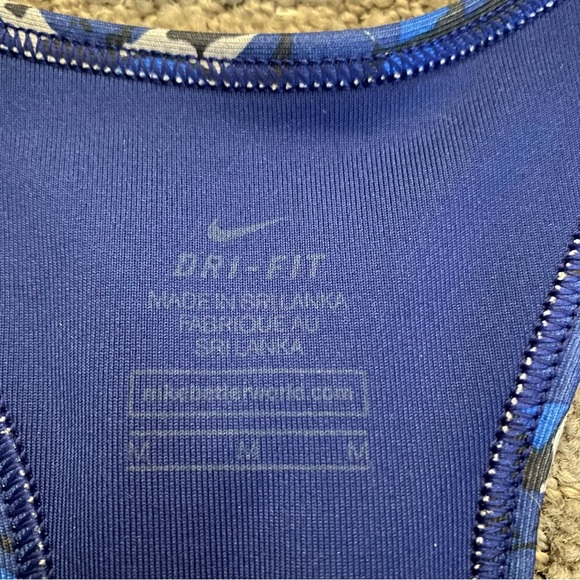 DRI-FIT
MADE IN SRI LANKA
FABRIQUE AU
SRI LANKA
nikebetterworld.com
M M M